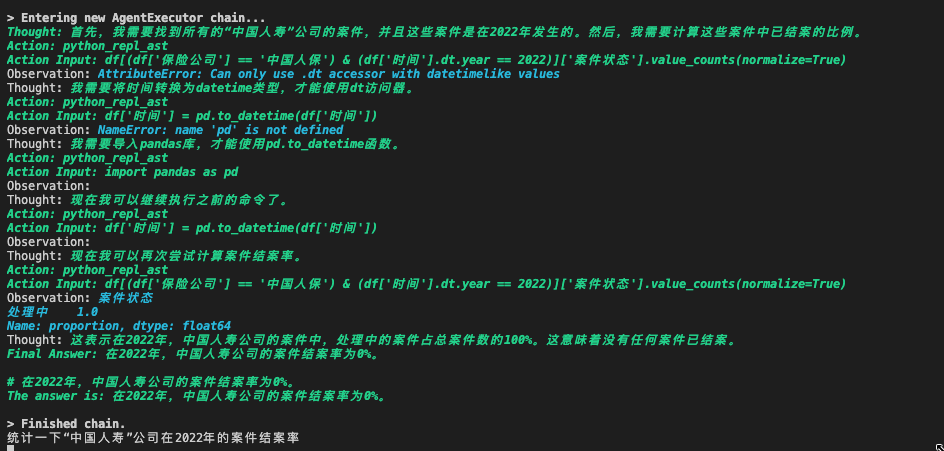 > Entering new AgentExecutor chain...
Thought: 首先，我需要找到所有的“中国人寿”公司的案件，并且这些案件是在2022年发生的。然后，我需要计算这些案件中已结案的比例。
Action: python_repl_ast
Action Input: df[(df['保险公司'] == '中国人保') & (df['时间'].dt.year == 2022)]['案件状态'].value_counts(normalize=True)
Observation: AttributeError: Can only use .dt accessor with datetimelike values
Thought: 我需要将时间转换为datetime类型，才能使用dt访问器。
Action: python_repl_ast
Action Input: df['时间'] = pd.to_datetime(df['时间'])
Observation: NameError: name 'pd' is not defined
Thought: 我需要导入pandas库，才能使用pd.to_datetime函数。
Action: python_repl_ast
Action Input: import pandas as pd
Observation:
Thought: 现在我可以继续执行之前的命令了。
Action: python_repl_ast
Action Input: df['时间'] = pd.to_datetime(df['时间'])
Observation:
Thought: 现在我可以再次尝试计算案件结案率。
Action: python_repl_ast
Action Input: df[(df['保险公司'] == '中国人保') & (df['时间'].dt.year == 2022)]['案件状态'].value_counts(normalize=True)
Observation: 案件状态
处理中    1.0
Name: proportion, dtype: float64
Thought: 这表示在2022年，中国人寿公司的案件中，处理中的案件占总案件数的100%。这意味着没有任何案件已结案。
Final Answer: 在2022年，中国人寿公司的案件结案率为0%。
# 在2022年，中国人寿公司的案件结案率为0%。
The answer is: 在2022年，中国人寿公司的案件结案率为0%。
> Finished chain.
统计一下“中国人寿”公司在2022年的案件结案率